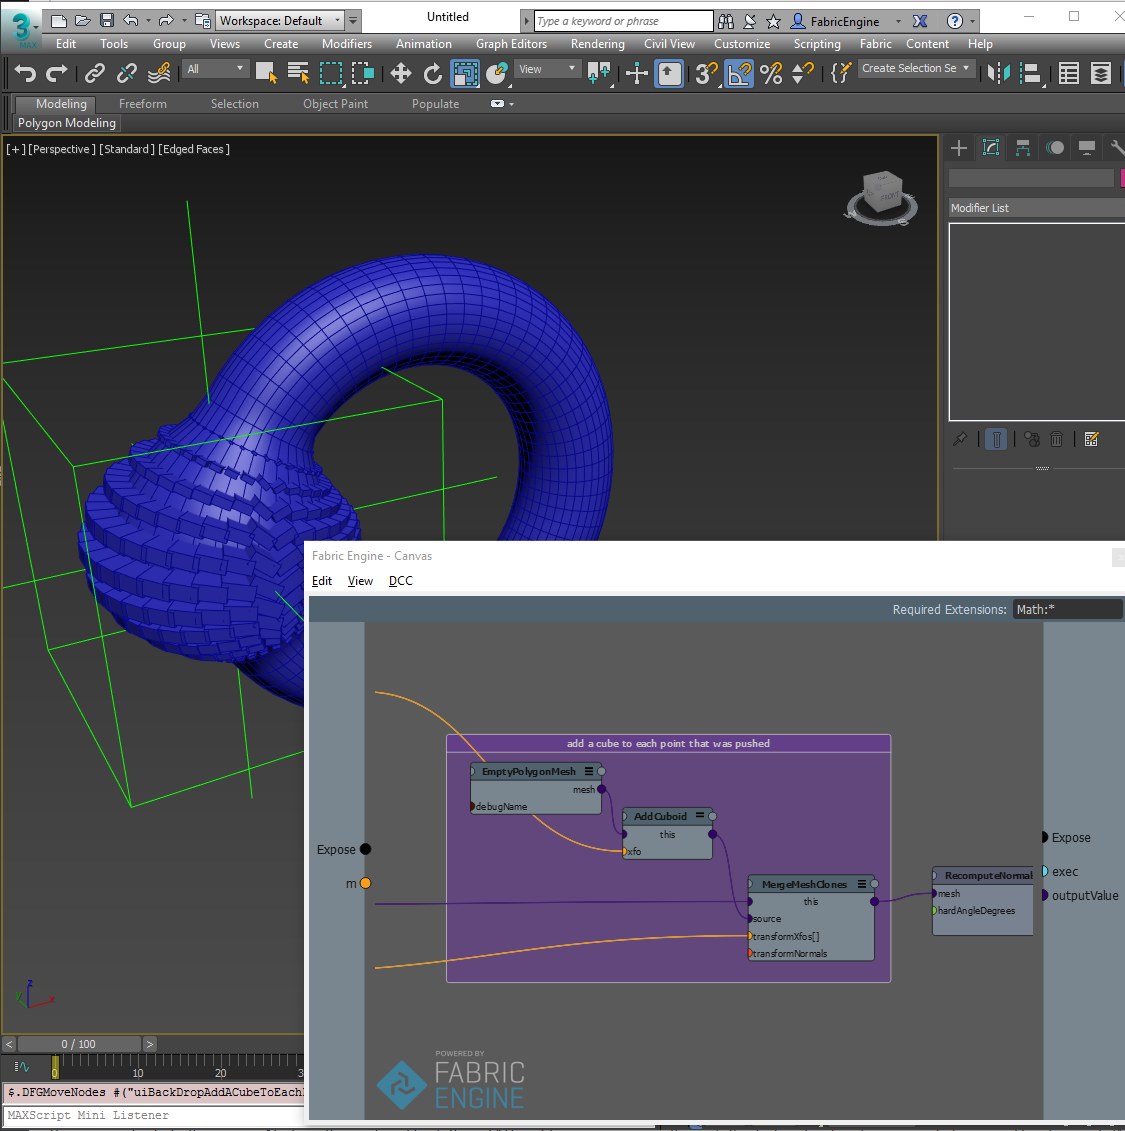 3
MAX
Workspace: Default
Untitled
Type a keyword or phrase
FabricEngine
Edit Tools Group Views Create Modifiers Animation Graph Editors Rendering Civil View Customize Scripting Fabric Content Help
All
View
3
Create Selection Se
Modeling Freeform Selection Object Paint Populate
Polygon Modeling
[+] [Perspective] [Standard] [Edged Faces]
FRONT
Modifier List
Fabric Engine - Canvas
Edit View DCC
Required Extensions: Math:*
add a cube to each point that was pushed
EmptyPolygonMesh
mesh
debugName
AddCuboid
this
xfo
Expose
m
MergeMeshClones
this
source
transformXfos[]
transformNormals
RecomputeNormal
mesh
hardAngleDegrees
Expose
exec
outputValue
z
y x
< 0 / 100 >
0 10 20 3
POWERED BY
FABRIC
ENGINE
$.DFGMoveNodes #("uiBackDropAddACubeToEach
MAXScript Mini Listener